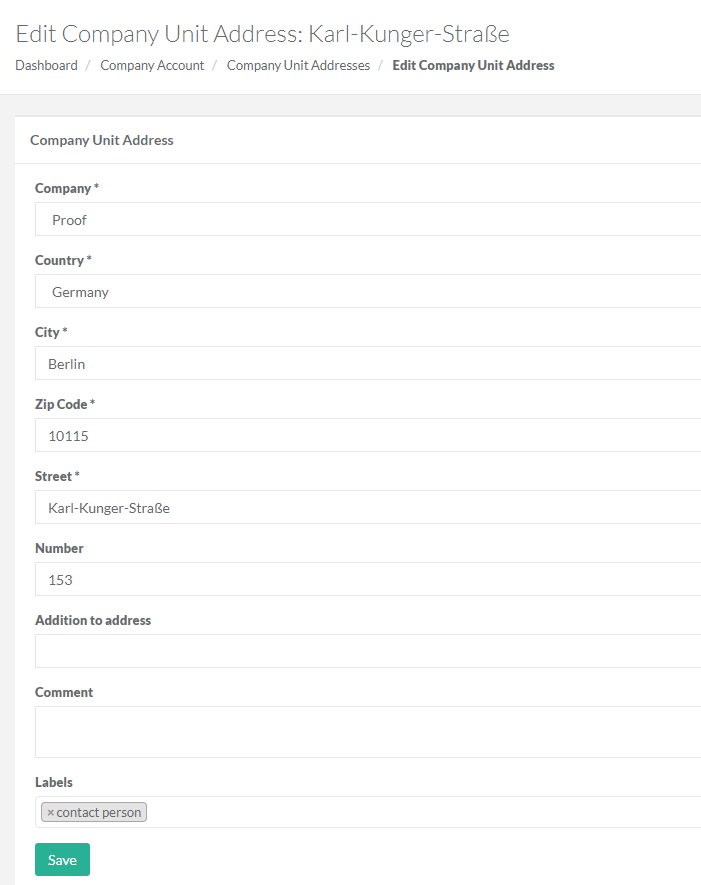 Edit Company Unit Address: Karl-Kunger-Straße
Dashboard / Company Account / Company Unit Addresses / Edit Company Unit Address
Company Unit Address
Company *
Proof
Country *
Germany
City *
Berlin
Zip Code *
10115
Street *
Karl-Kunger-Straße
Number
153
Addition to address
Comment
Labels
× contact person
Save